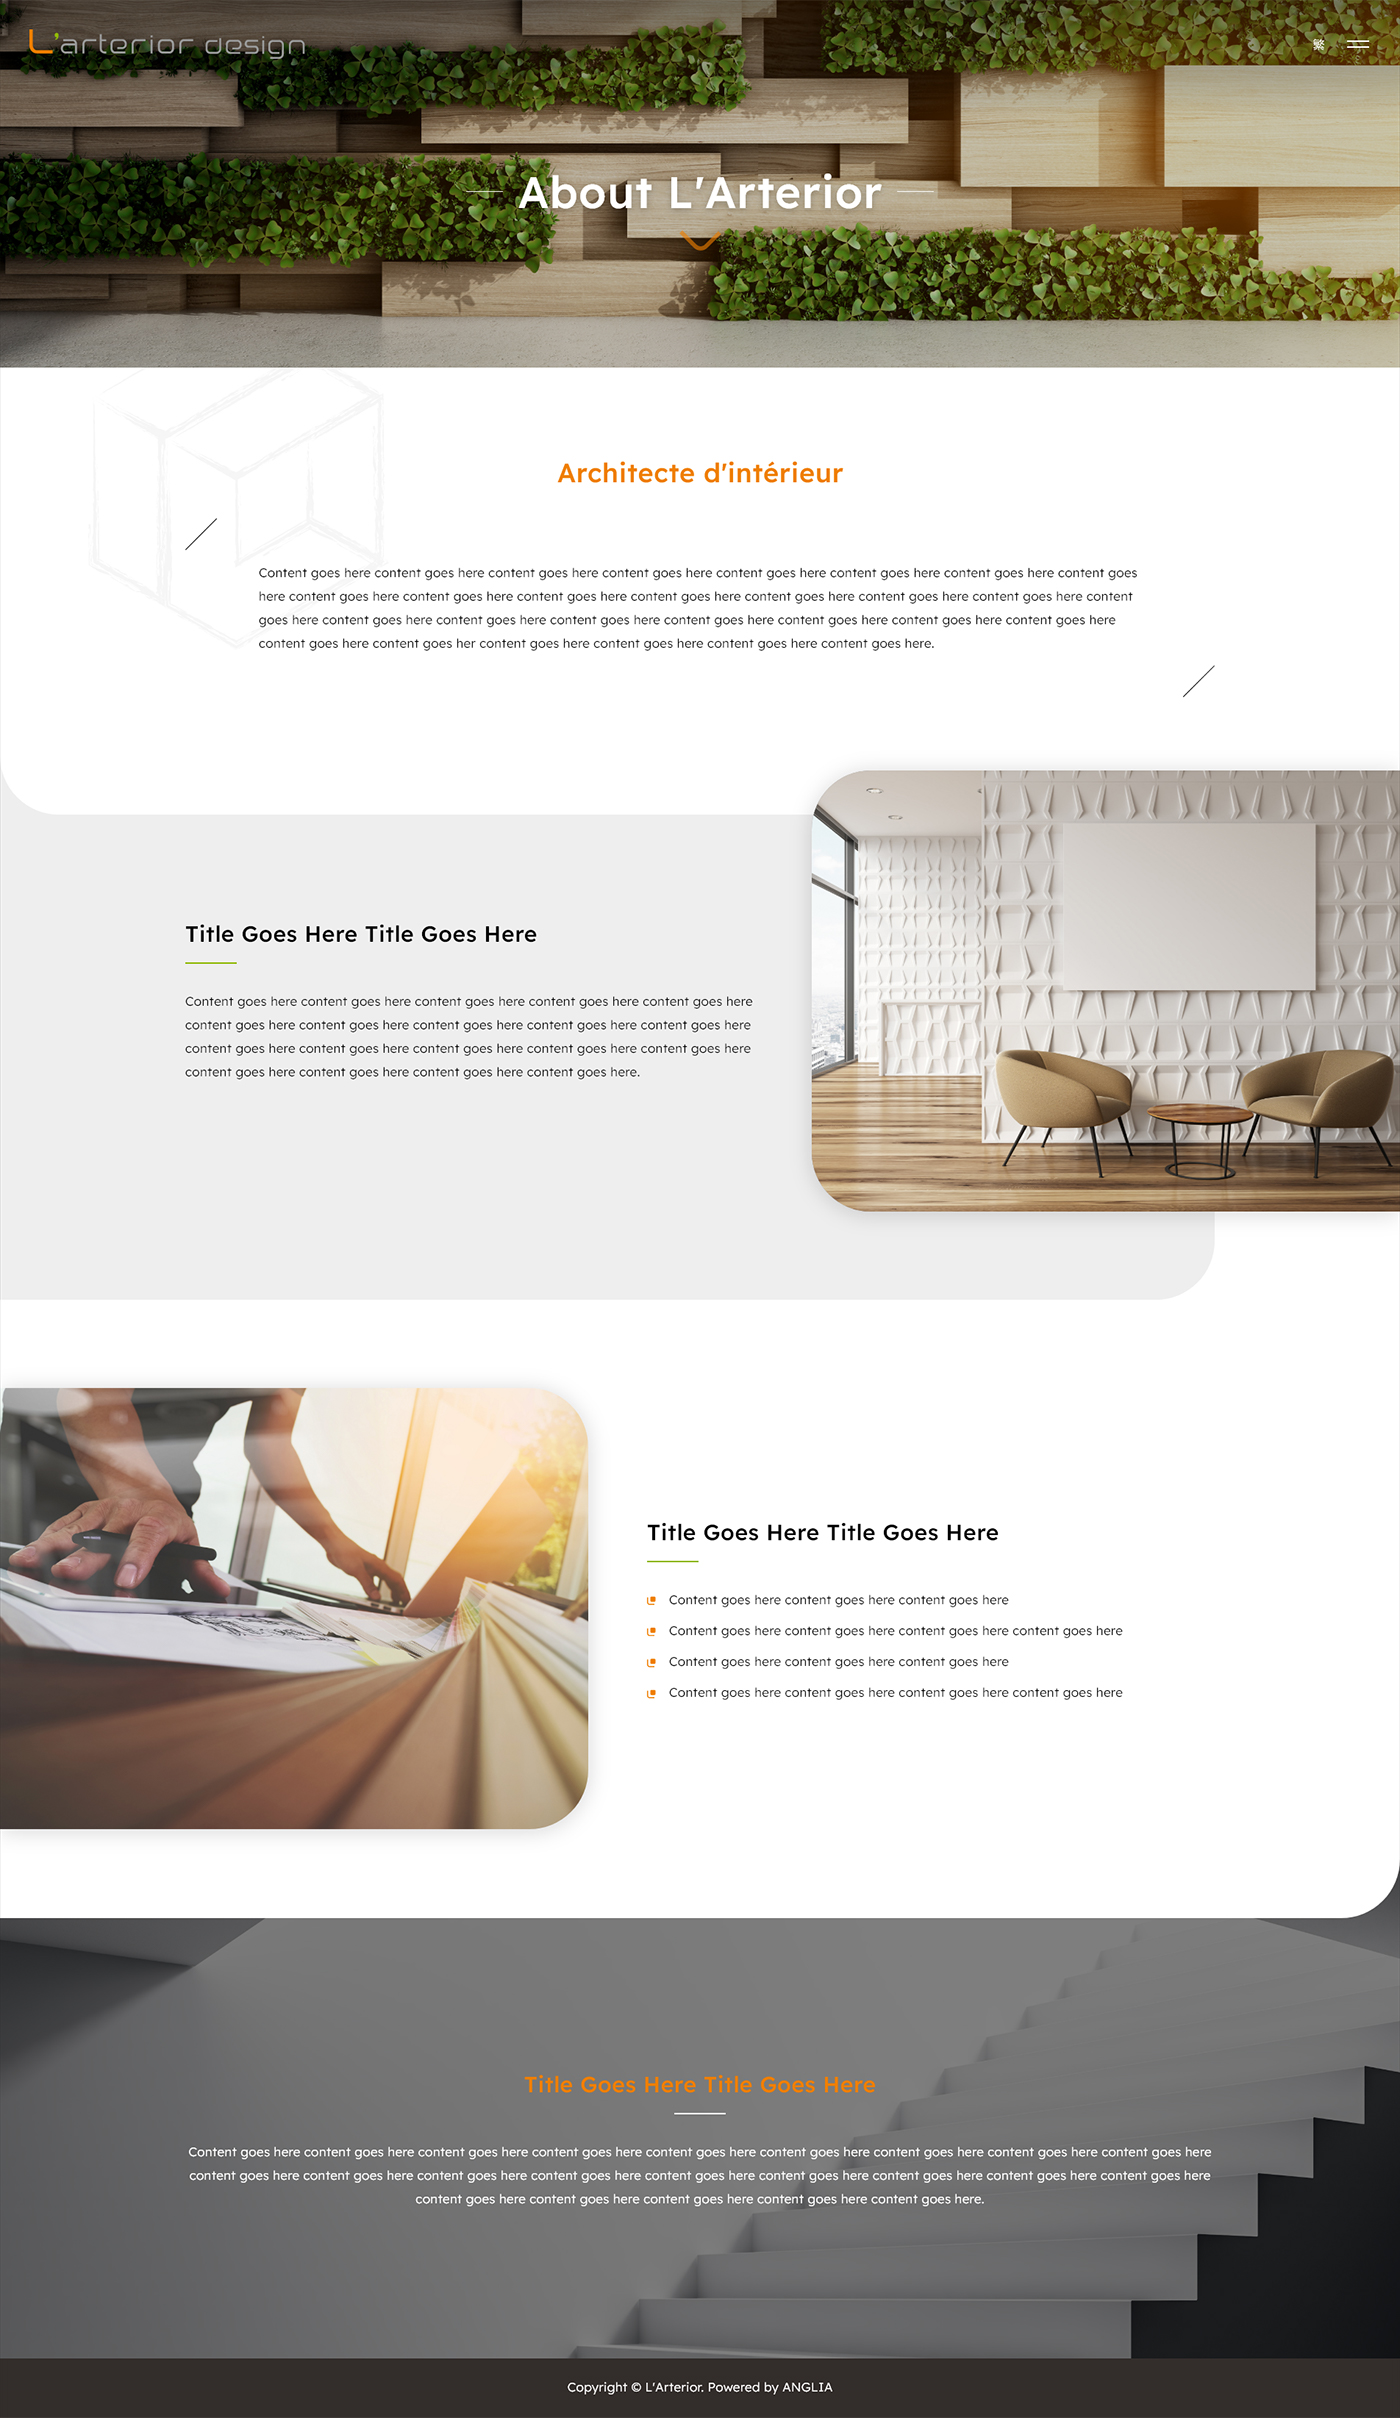 L'arterior design
繁
About L'Arterior
Architecte d'intérieur
Content goes here content goes here content goes here content goes here content goes here content goes here content goes here content goes
here content goes here content goes here content goes here content goes here content goes here content goes here content goes here content
goes here content goes here content goes here content goes here content goes here content goes here content goes here content goes here
content goes here content goes her content goes here content goes here content goes here content goes here.
Title Goes Here Title Goes Here
Content goes here content goes here content goes here content goes here content goes here
content goes here content goes here content goes here content goes here content goes here
content goes here content goes here content goes here content goes here content goes here
content goes here content goes here content goes here content goes here.
Title Goes Here Title Goes Here
Content goes here content goes here content goes here
Content goes here content goes here content goes here content goes here
Content goes here content goes here content goes here
Content goes here content goes here content goes here content goes here
Title Goes Here Title Goes Here
Content goes here content goes here content goes here content goes here content goes here content goes here content goes here content goes here content goes here
content goes here content goes here content goes here content goes here content goes here content goes here content goes here content goes here content goes here
content goes here content goes here content goes here content goes here content goes here.
Copyright © L'Arterior. Powered by ANGLIA